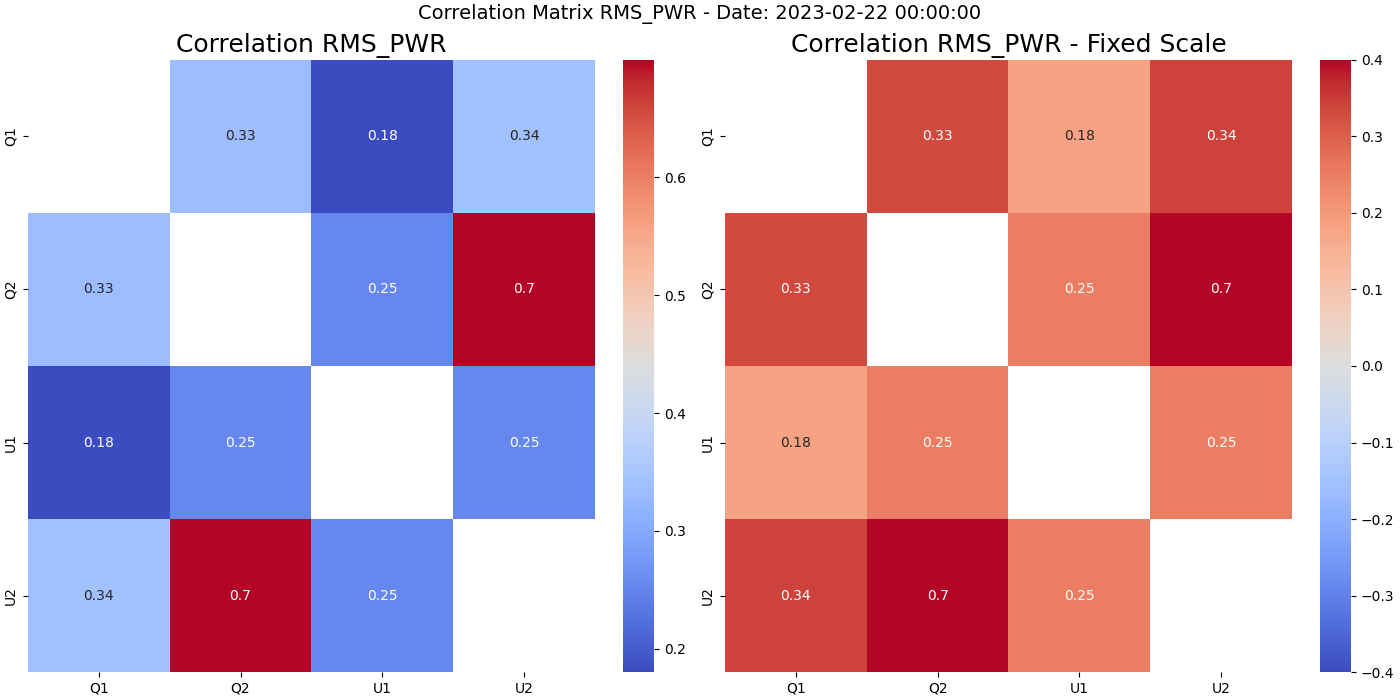 Correlation Matrix RMS_PWR - Date: 2023-02-22 00:00:00
Correlation RMS_PWR
Q1
0.33
0.18
0.34
Q2
0.33
0.25
0.7
U1
0.18
0.25
0.25
U2
0.34
0.7
0.25
Q1
Q2
U1
U2
0.6
0.5
0.4
0.3
0.2
Correlation RMS_PWR - Fixed Scale
Q1
0.33
0.18
0.34
Q2
0.33
0.25
0.7
U1
0.18
0.25
0.25
U2
0.34
0.7
0.25
Q1
Q2
U1
U2
0.4
0.3
0.2
0.1
0.0
−0.1
−0.2
−0.3
−0.4